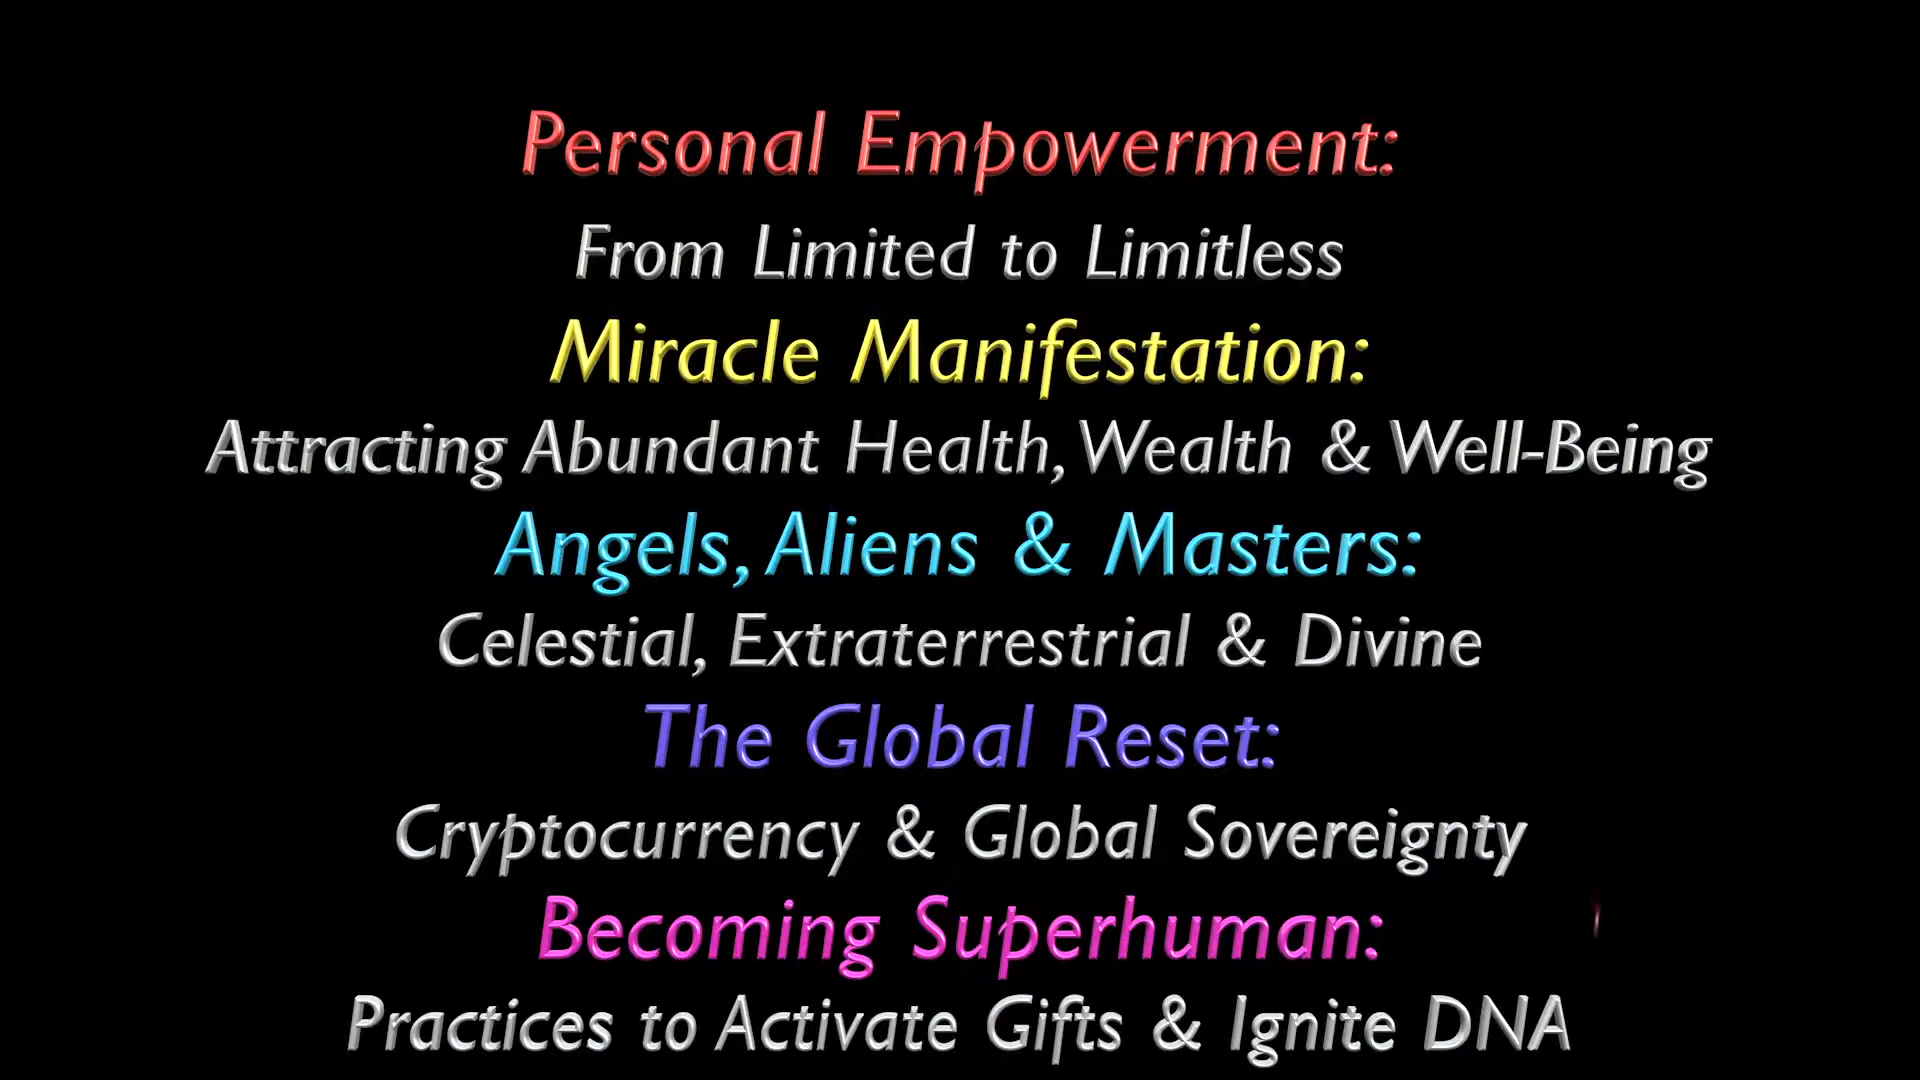 Personal Empowerment:
From Limited to Limitless
Miracle Manifestation:
Attracting Abundant Health, Wealth & Well-Being
Angels, Aliens & Masters:
Celestial, Extraterrestrial & Divine
The Global Reset:
Cryptocurrency & Global Sovereignty
Becoming Superhuman:
Practices to Activate Gifts & Ignite DNA